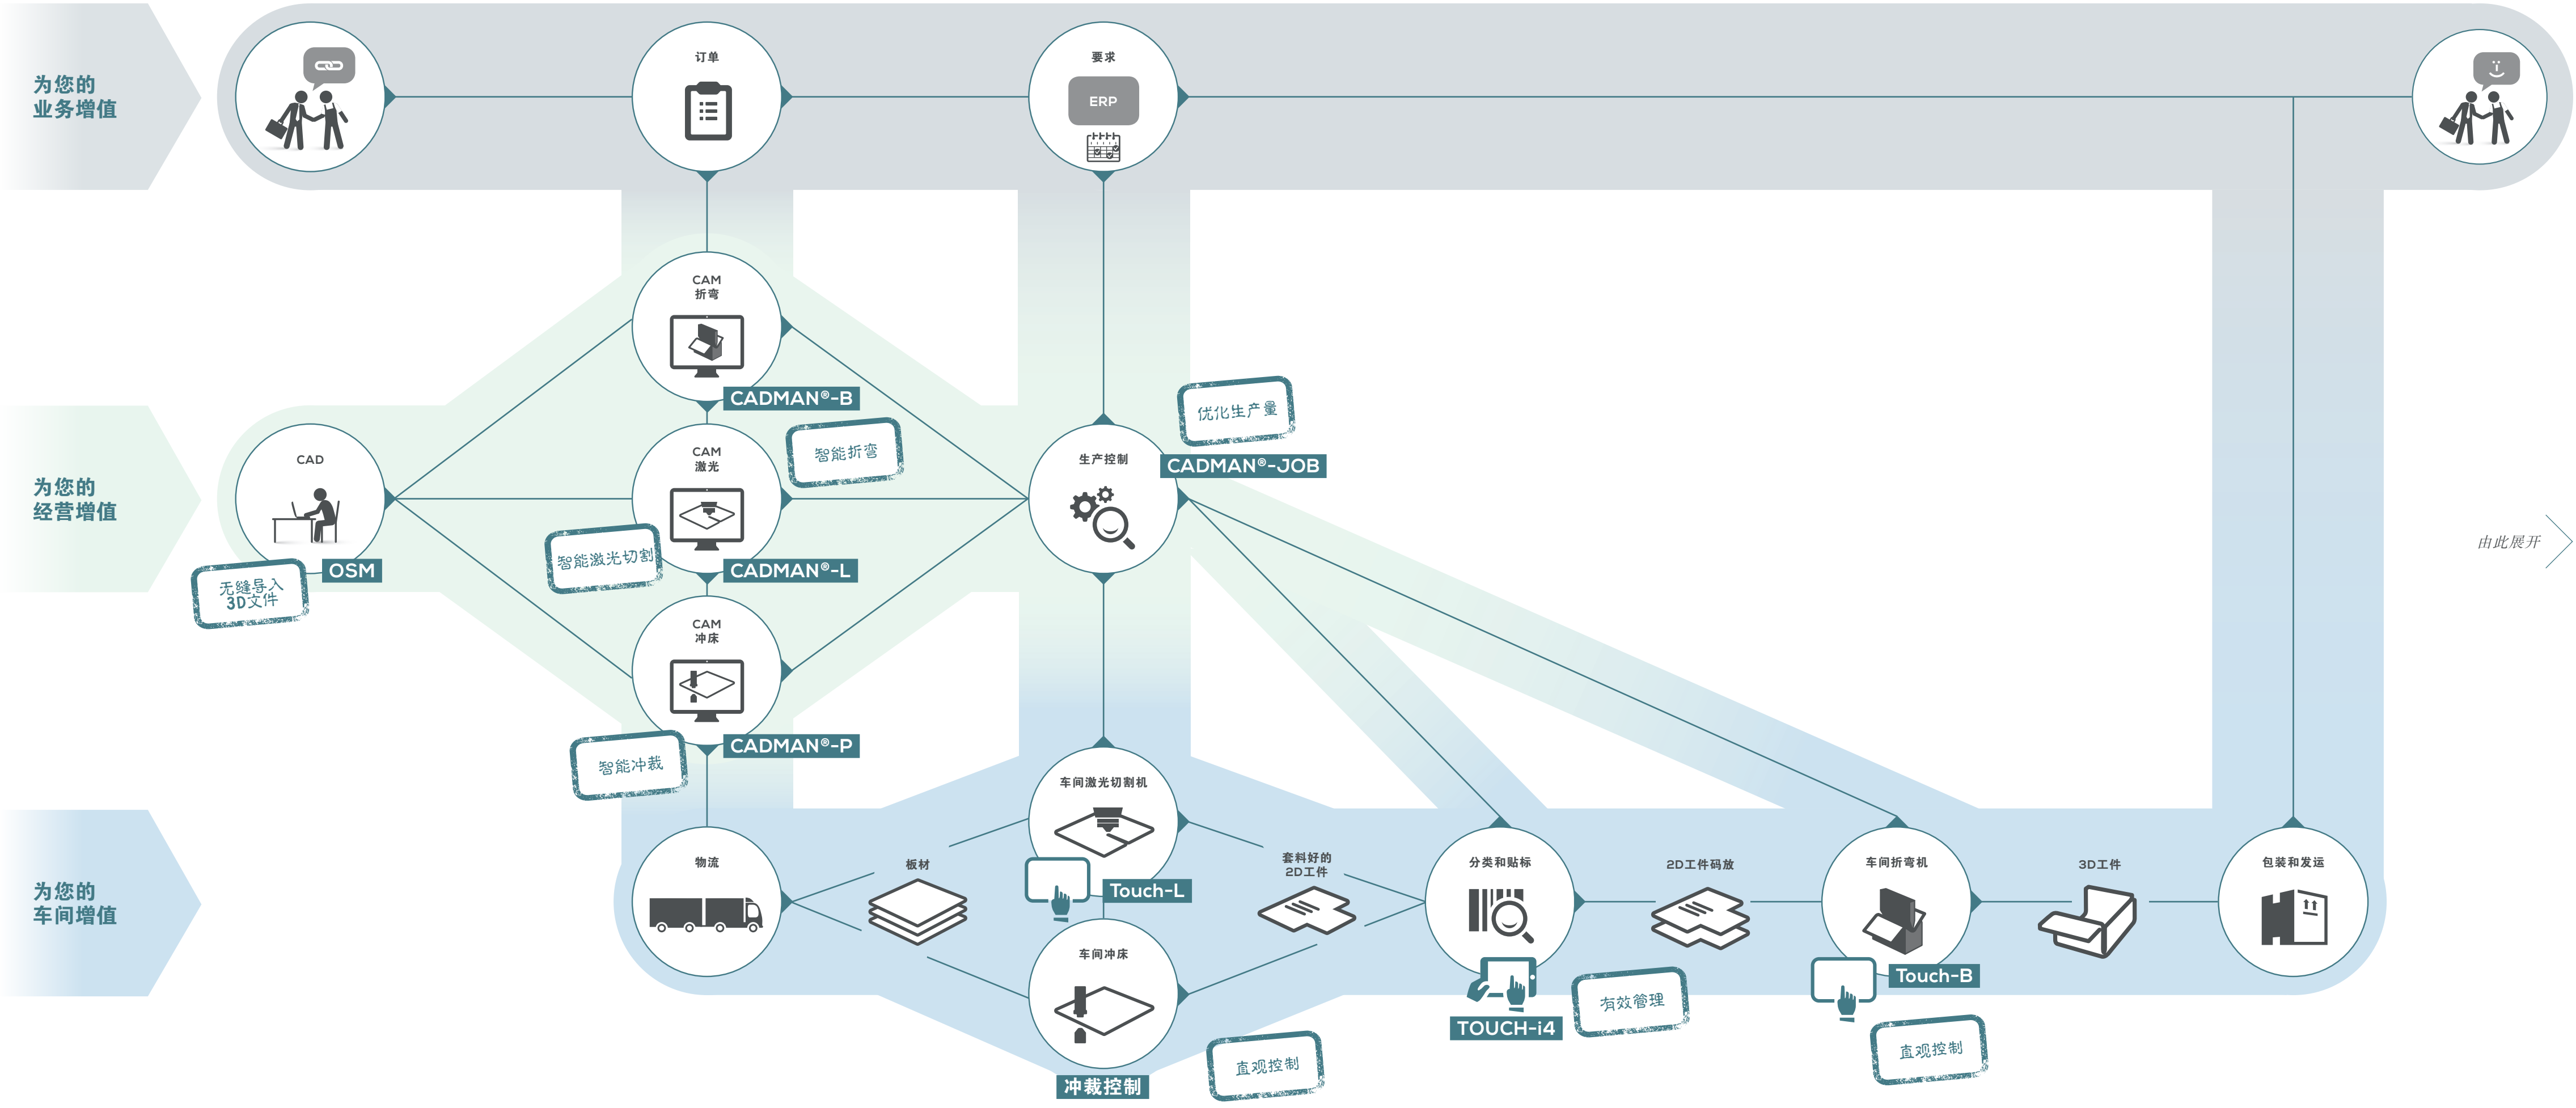 为您的
业务增值
订单
要求
ERP
CAM
折弯
CADMAN®-B
智能折弯
优化生产量
为您的
经营增值
CAD
OSM
无缝导入
3D文件
CAM
激光
CADMAN®-L
智能激光切割
生产控制
CADMAN®-JOB
由此展开
CAM
冲床
CADMAN®-P
智能冲裁
为您的
车间增值
物流
板材
车间激光切割机
Touch-L
车间冲床
冲裁控制
直观控制
套料好的
2D工件
分类和贴标
TOUCH-i4
有效管理
2D工件码放
车间折弯机
Touch-B
直观控制
3D工件
包装和发运